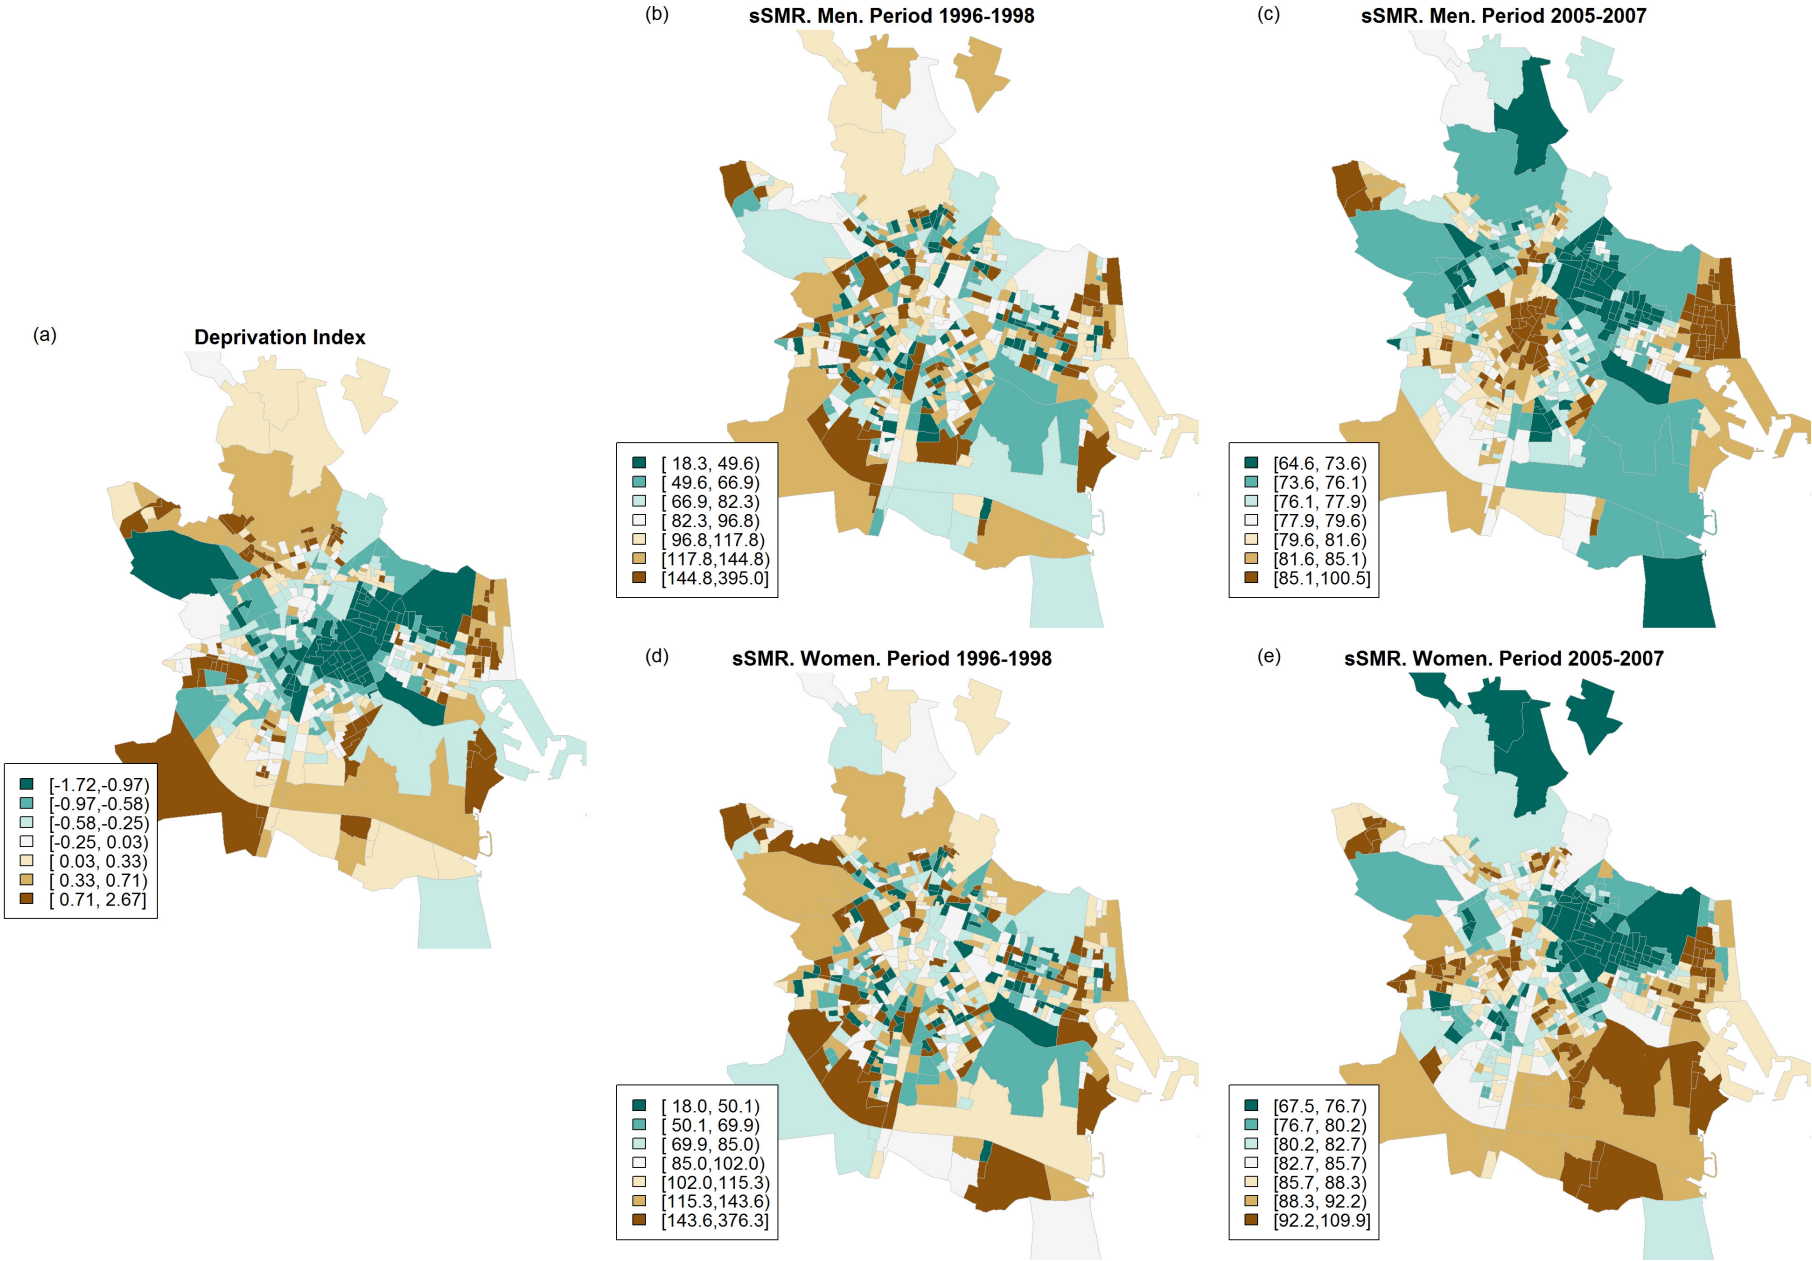 (a)
Deprivation Index
[-1.72,-0.97)
[-0.97,-0.58)
[-0.58,-0.25)
[-0.25, 0.03)
[ 0.03, 0.33)
[ 0.33, 0.71)
[ 0.71, 2.67]
(b)
sSMR. Men. Period 1996-1998
[ 18.3, 49.6)
[ 49.6, 66.9)
[ 66.9, 82.3)
[ 82.3, 96.8)
[ 96.8,117.8)
[117.8,144.8)
[144.8,395.0]
(c)
sSMR. Men. Period 2005-2007
[64.6, 73.6)
[73.6, 76.1)
[76.1, 77.9)
[77.9, 79.6)
[79.6, 81.6)
[81.6, 85.1)
[85.1,100.5]
(d)
sSMR. Women. Period 1996-1998
[ 18.0, 50.1)
[ 50.1, 69.9)
[ 69.9, 85.0)
[ 85.0,102.0)
[102.0,115.3)
[115.3,143.6)
[143.6,376.3]
(e)
sSMR. Women. Period 2005-2007
[67.5, 76.7)
[76.7, 80.2)
[80.2, 82.7)
[82.7, 85.7)
[85.7, 88.3)
[88.3, 92.2)
[92.2,109.9]